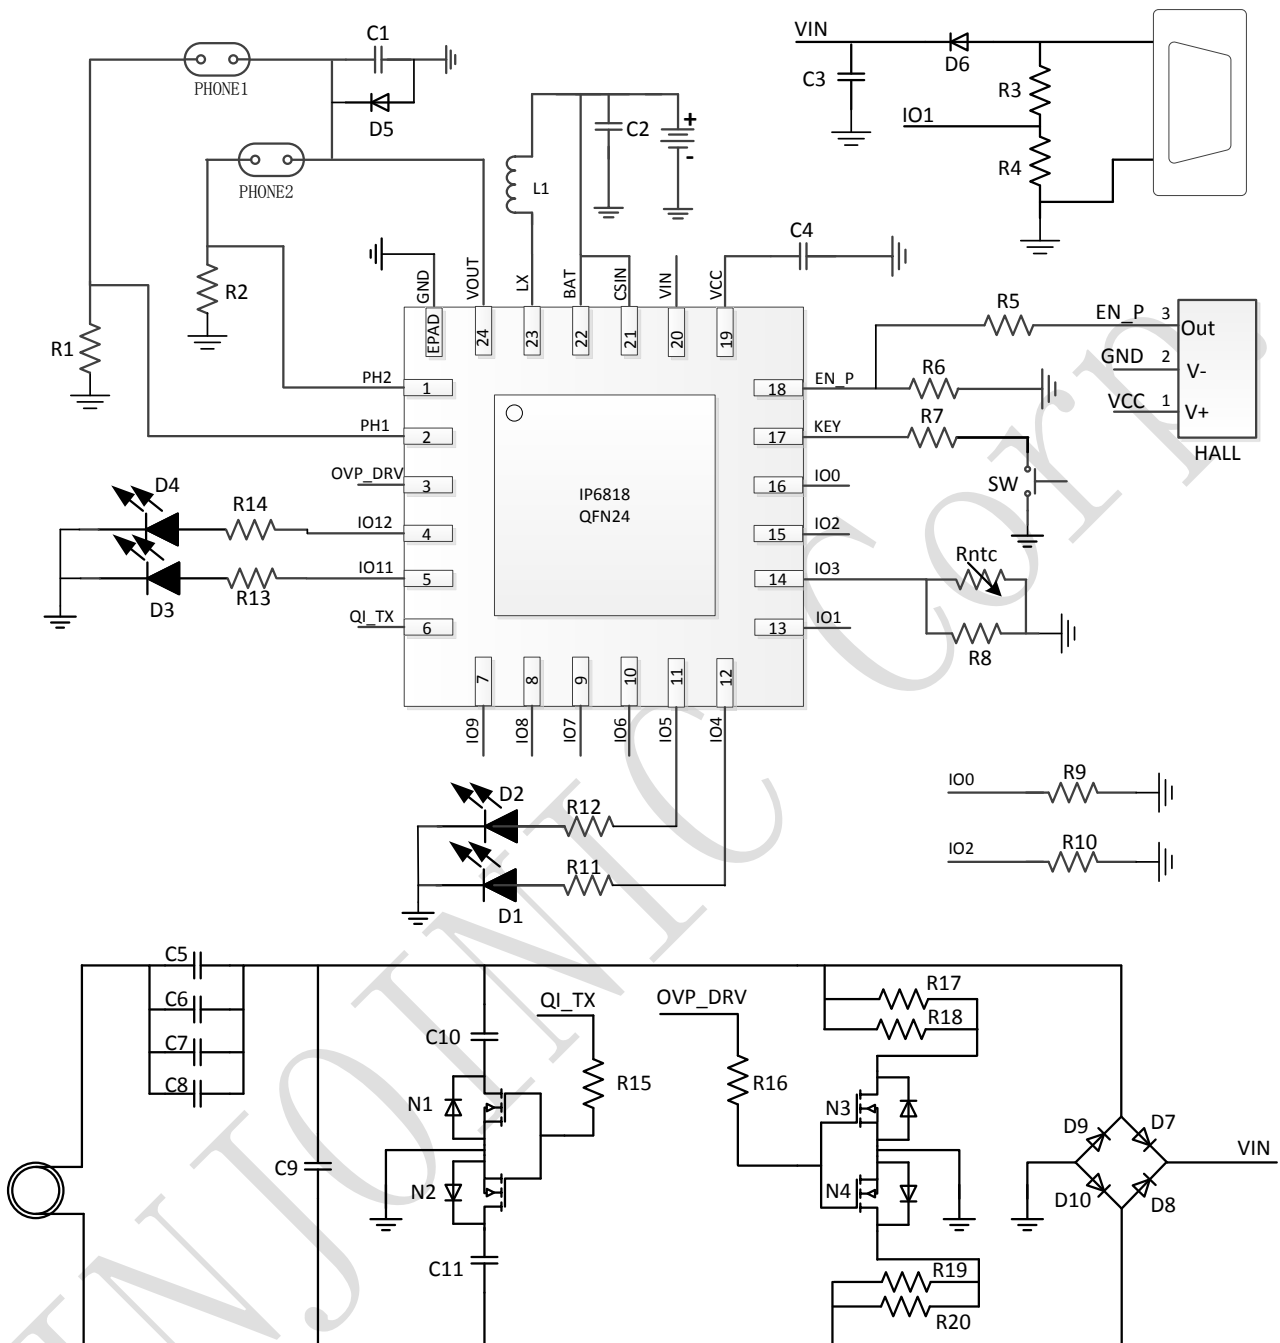 VIN
C1
PHONE1
D5
D6
C3
R3
IO1
R4
+
C2
-
L1
PHONE2
C4
R2
GND
VOUT
LX
BAT
CSIN
VIN
VCC
EPAD
24
23
22
21
20
19
R1
R5
EN_P
3
Out
GND
2
V-
VCC
1
V+
HALL
PH2
1
18
EN_P
R6
PH1
2
17
KEY
R7
OVP_DRV
3
16
IO0
SW
IP6818
QFN24
D4
R14
IO12
4
15
IO2
Rntc
D3
R13
IO11
5
14
IO3
QI_TX
6
13
IO1
R8
7
8
9
10
11
12
IO9
IO8
IO7
IO6
IO5
IO4
D2
R12
R11
D1
IO0
R9
IO2
R10
C5
C6
C7
C8
QI_TX
OVP_DRV
R17
R18
C10
R15
R16
N1
N3
C9
N2
N4
D9
D7
VIN
D10
D8
C11
R19
R20
INJOINIC Corp.